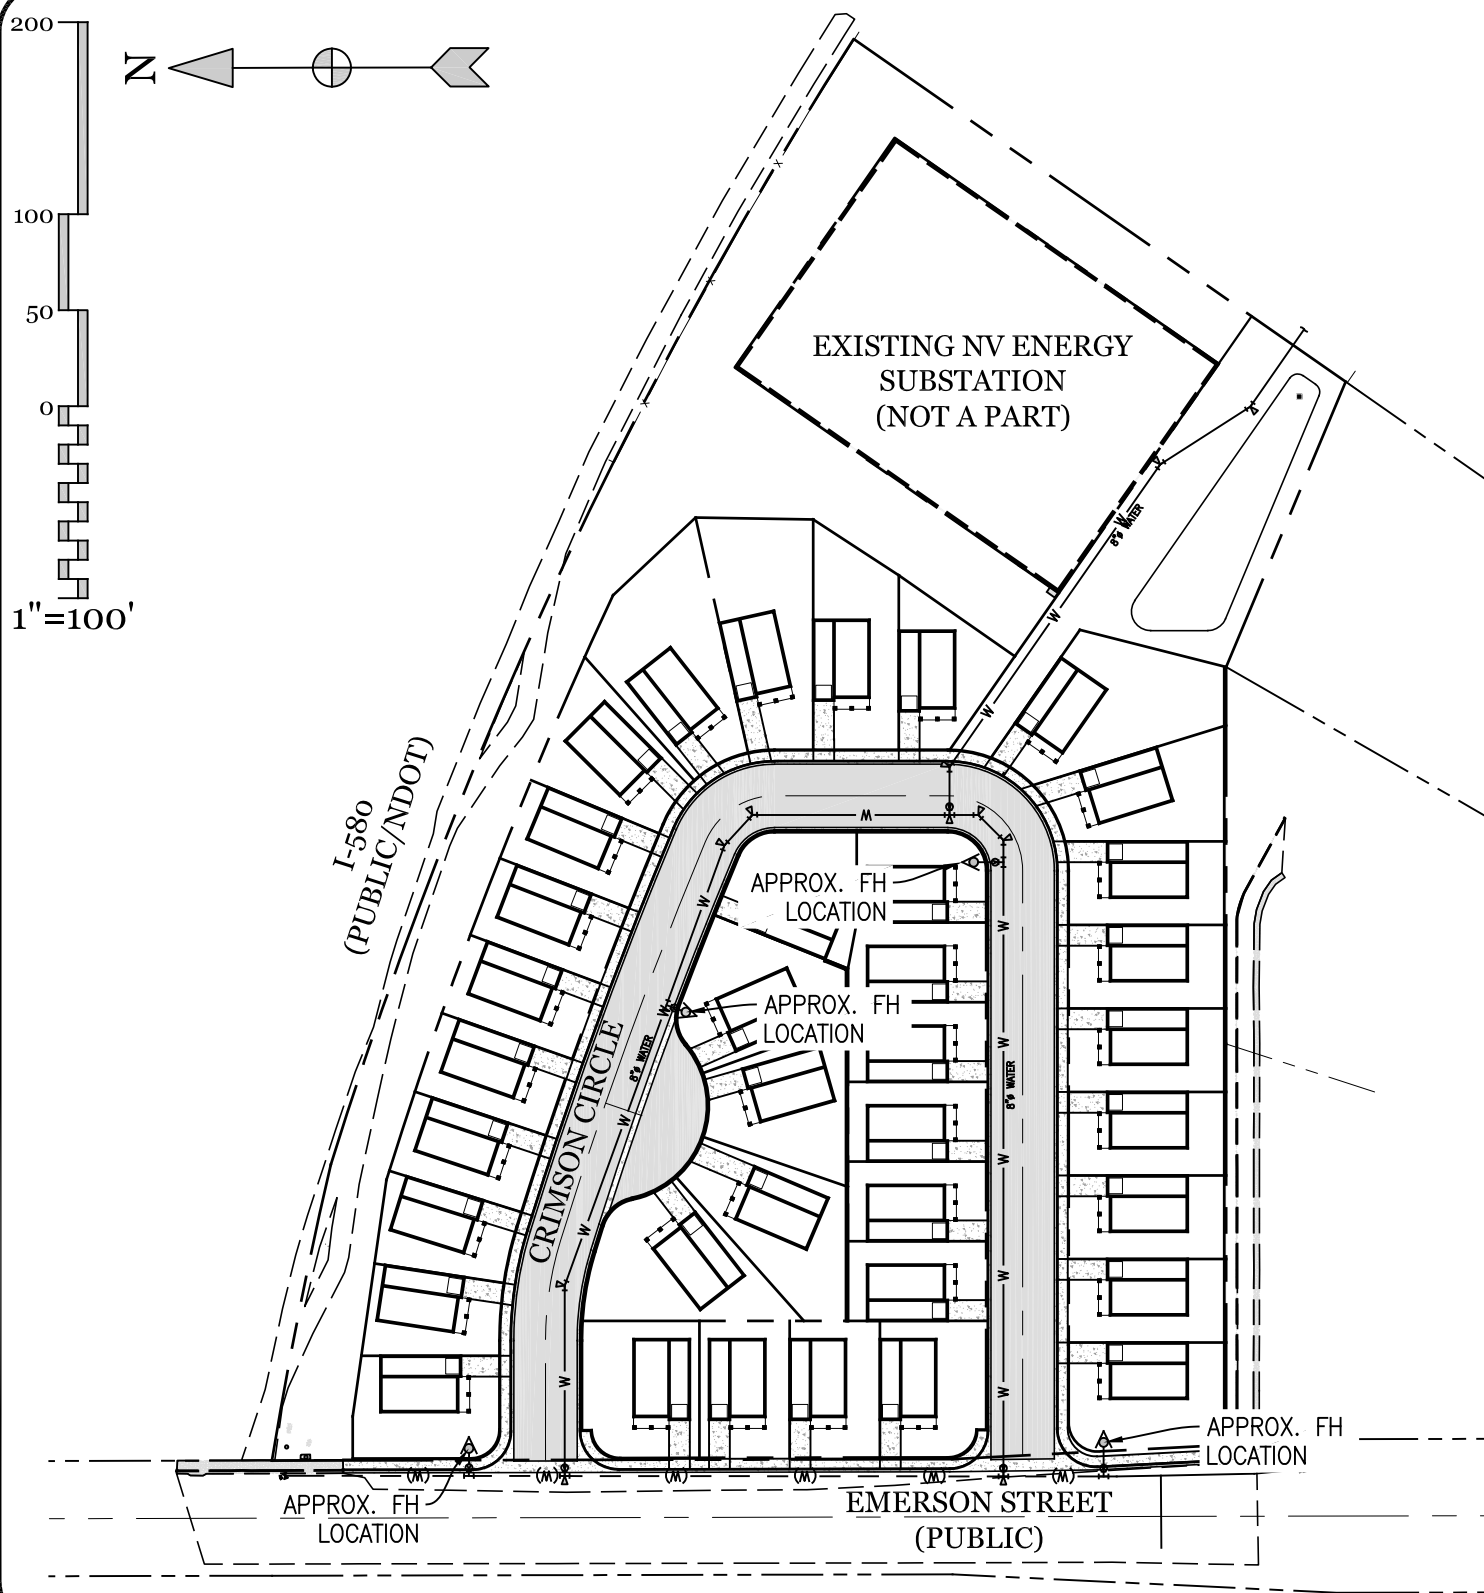 200
N
100
50
0
1"=100'
EXISTING NV ENERGY
SUBSTATION
(NOT A PART)
W
8"ø WATER
W
W
I-580
(PUBLIC/NDOT)
W
APPROX. FH
LOCATION
W
W
APPROX. FH
LOCATION
W
W
8"ø WATER
8"ø WATER
CRIMSON CIRCLE
W
W
W
W
W
W
APPROX. FH
LOCATION
(W)
(W)
(W)
(W)
(W)
(W)
APPROX. FH
LOCATION
EMERSON STREET
(PUBLIC)